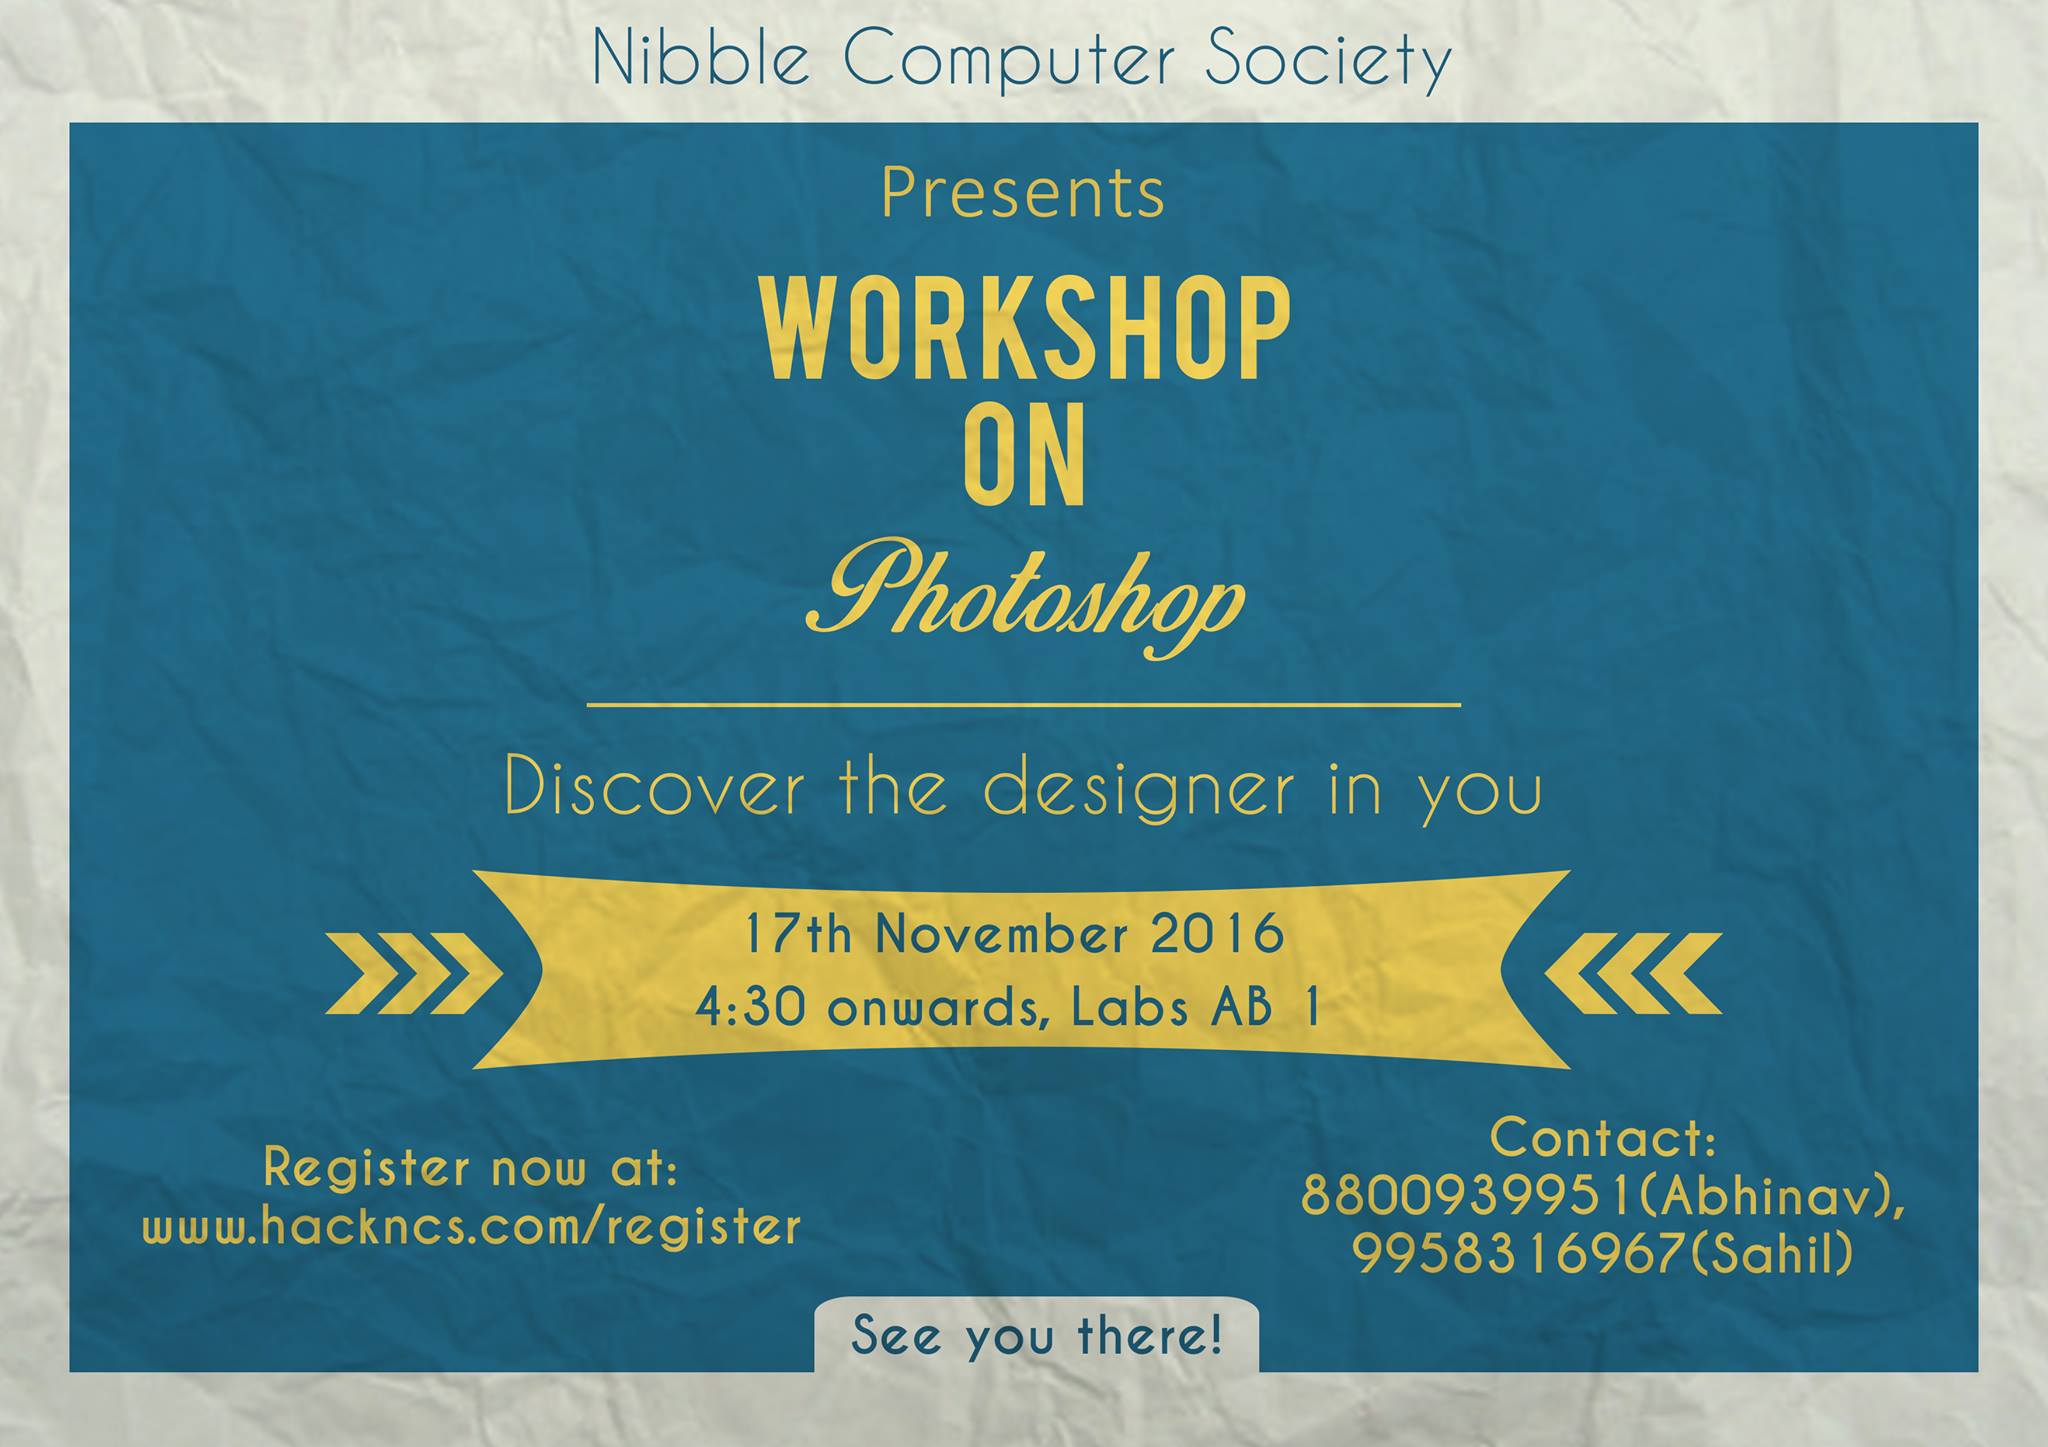 Nibble Computer Society
Presents
WORKSHOP
ON
Photoshop
Discover the designer in you
17th November 2016
4:30 onwards, Labs AB 1
Register now at:
www.hackncs.com/register
Contact:
8800939951(Abhinav),
9958316967(Sahil)
See you there!